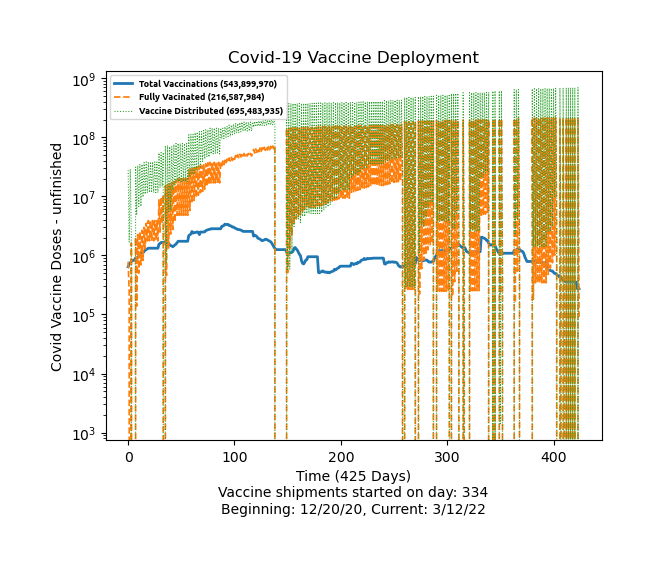 Covid-19 Vaccine Deployment
10⁹
10⁸
10⁷
10⁶
10⁵
10⁴
10³
Covid Vaccine Doses - unfinished
Total Vaccinations (543,899,970)
Fully Vacinated (216,587,984)
Vaccine Distributed (695,483,935)
0 100 200 300 400
Time (425 Days)
Vaccine shipments started on day: 334
Beginning: 12/20/20, Current: 3/12/22